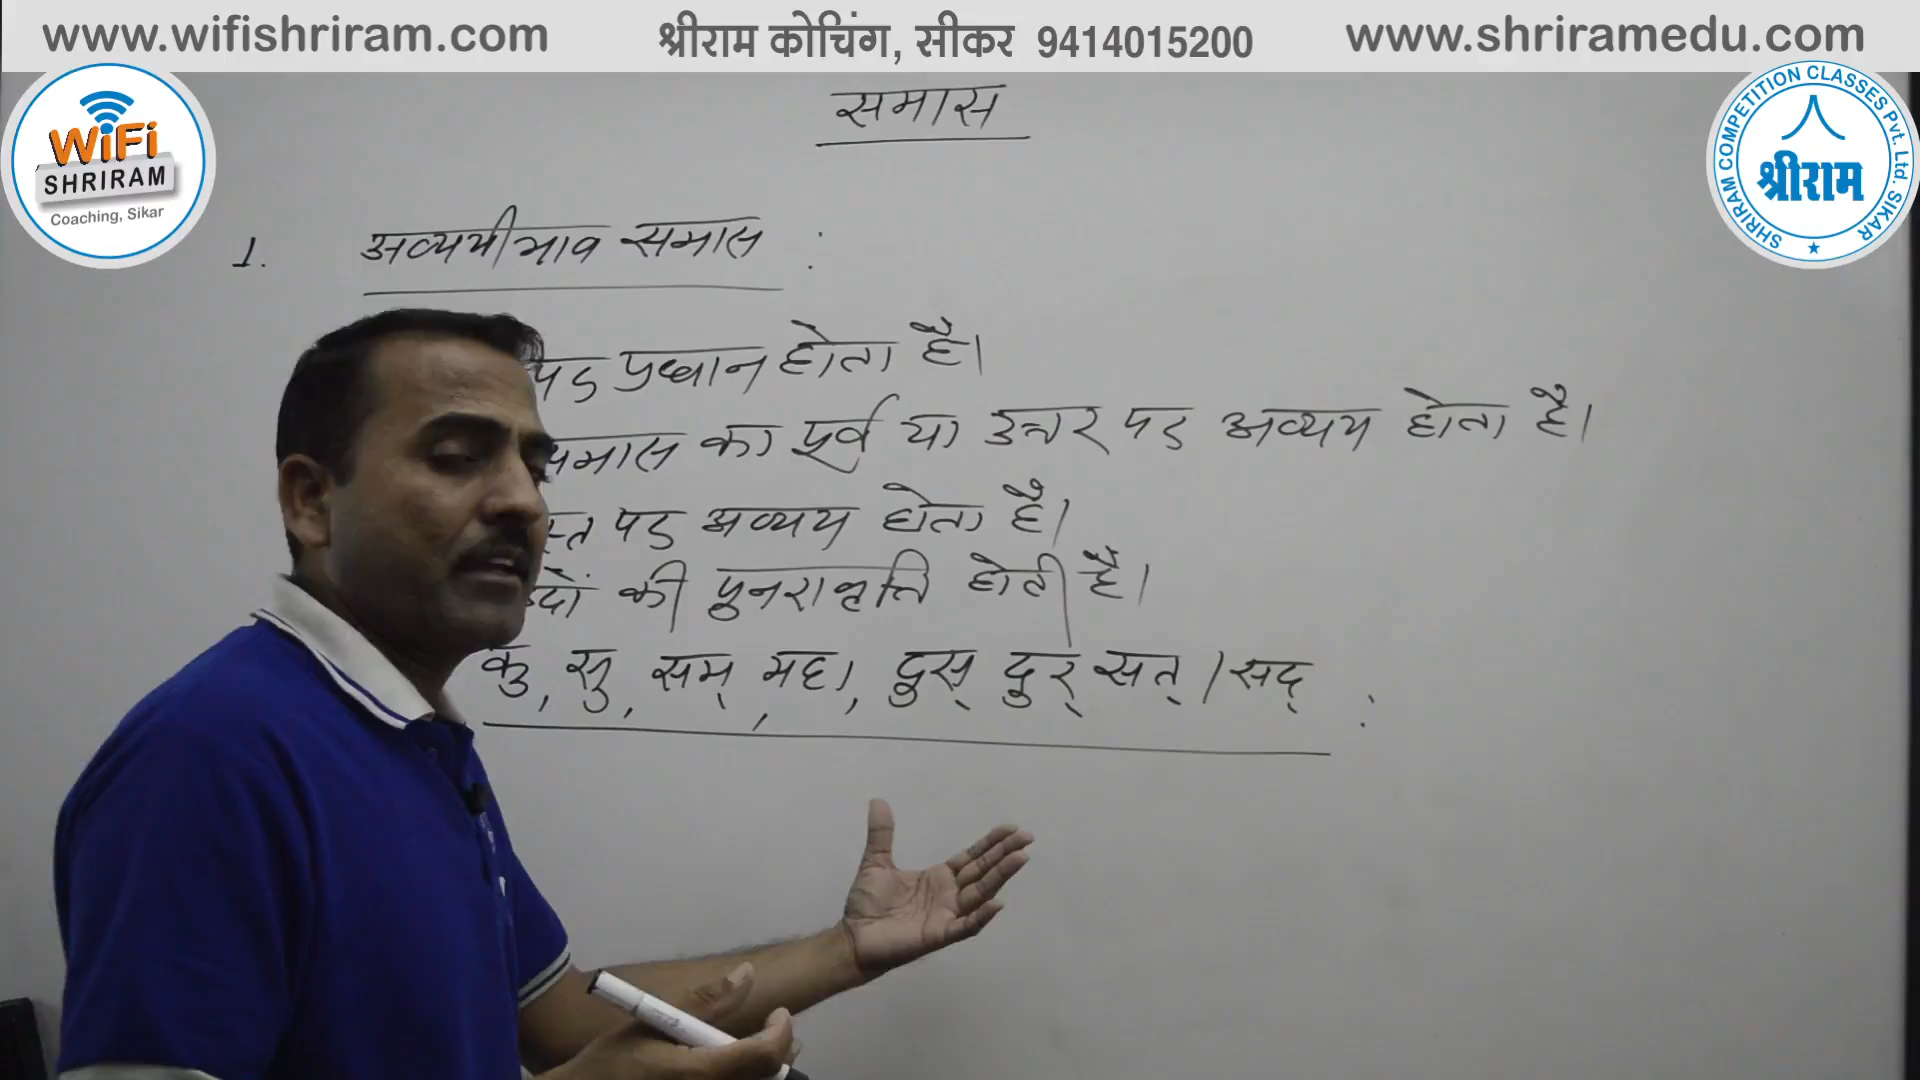 www.wifishriram.com
श्रीराम कोचिंग, सीकर 9414015200
www.shriramedu.com
WiFi
SHRIRAM
Coaching, Sikar
SHRIRAM COMPETITION CLASSES Pvt. Ltd. SIKAR
श्रीराम
समास
1. अव्ययीभाव समास :
पद प्रधान होता है।
समास का पूर्व या उत्तर पद अव्यय होता है।
स्त पद अव्यय होता है।
ब्दों की पुनरावृत्ति होती है।
कु, सु, सम्, महा, दुस् दुर् सत् / सद् :